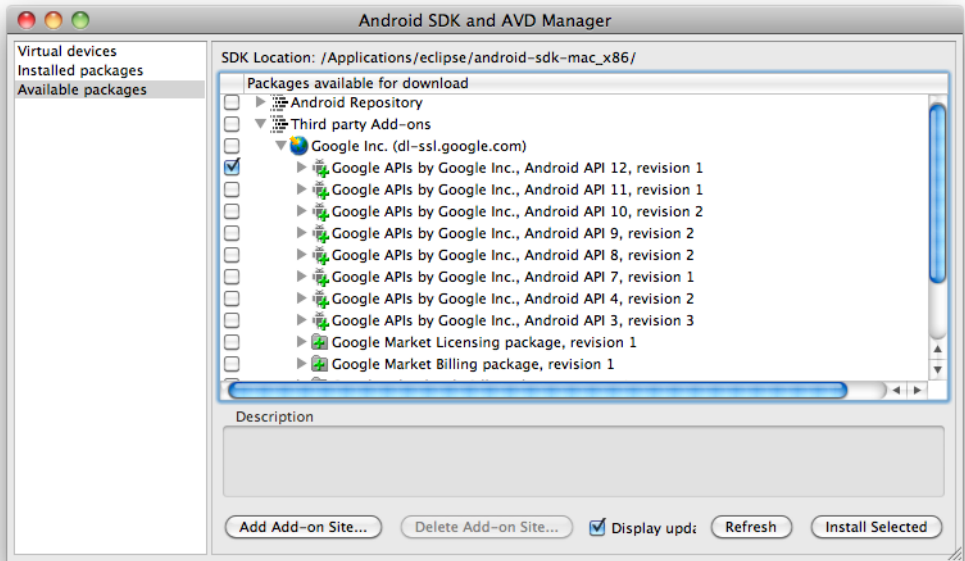 Android SDK and AVD Manager
Virtual devices
Installed packages
Available packages
SDK Location: /Applications/eclipse/android-sdk-mac_x86/
Packages available for download
Android Repository
Third party Add-ons
Google Inc. (dl-ssl.google.com)
Google APIs by Google Inc., Android API 12, revision 1
Google APIs by Google Inc., Android API 11, revision 1
Google APIs by Google Inc., Android API 10, revision 2
Google APIs by Google Inc., Android API 9, revision 2
Google APIs by Google Inc., Android API 8, revision 2
Google APIs by Google Inc., Android API 7, revision 1
Google APIs by Google Inc., Android API 4, revision 2
Google APIs by Google Inc., Android API 3, revision 3
Google Market Licensing package, revision 1
Google Market Billing package, revision 1
Description
Add Add-on Site...
Delete Add-on Site...
Display upda
Refresh
Install Selected